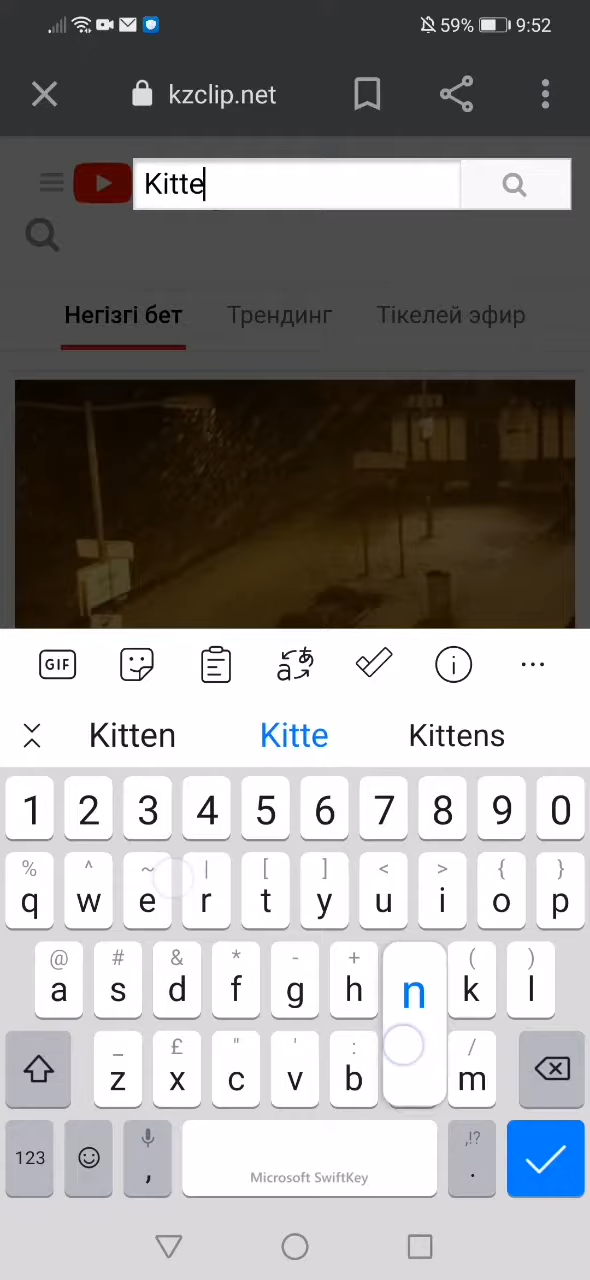 59% 9:52
kzclip.net
Kitte
Негізгі бет Трендинг Тікелей эфир
GIF
Kitten Kitte Kittens
1 2 3 4 5 6 7 8 9 0
% ^ ~ | [ ] < > { }
q w e r t y u i o p
@ # & * - + ( )
a s d f g h n k l
_ £ " ' : /
z x c v b m
123 , Microsoft SwiftKey ,!? .